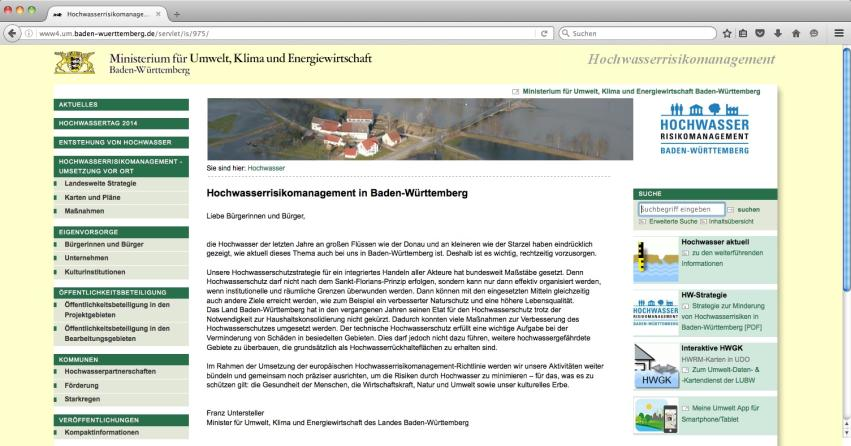 Hochwasserrisikomanage...
www4.um.baden-wuerttemberg.de/servlet/is/975/
Suchen
Ministerium für Umwelt, Klima und Energiewirtschaft
Baden-Württemberg
Hochwasserrisikomanagement
Ministerium für Umwelt, Klima und Energiewirtschaft Baden-Württemberg
AKTUELLES
HOCHWASSERTAG 2014
ENTSTEHUNG VON HOCHWASSER
HOCHWASSERRISIKOMANAGEMENT -
UMSETZUNG VOR ORT
Landesweite Strategie
Karten und Pläne
Maßnahmen
EIGENVORSORGE
Bürgerinnen und Bürger
Unternehmen
Kulturinstitutionen
ÖFFENTLICHKEITSBETEILIGUNG
Öffentlichkeitsbeteiligung in den
Projektgebieten
Öffentlichkeitsbeteiligung in den
Bearbeitungsgebieten
KOMMUNEN
Hochwasserpartnerschaften
Förderung
Starkregen
VERÖFFENTLICHUNGEN
Kompaktinformationen
Sie sind hier: Hochwasser
Hochwasserrisikomanagement in Baden-Württemberg
Liebe Bürgerinnen und Bürger,
die Hochwasser der letzten Jahre an großen Flüssen wie der Donau und an kleineren wie der Starzel haben eindrücklich
gezeigt, wie aktuell dieses Thema auch bei uns in Baden-Württemberg ist. Deshalb ist es wichtig, rechtzeitig vorzusorgen.
Unsere Hochwasserschutzstrategie für ein integriertes Handeln aller Akteure hat bundesweit Maßstäbe gesetzt. Denn
Hochwasserschutz darf nicht nach dem Sankt-Florians-Prinzip erfolgen, sondern kann nur dann effektiv organisiert werden,
wenn institutionelle und räumliche Grenzen überwunden werden. Dann können mit den eingesetzten Mitteln gleichzeitig
auch andere Ziele erreicht werden, wie zum Beispiel ein verbesserter Naturschutz und eine höhere Lebensqualität.
Das Land Baden-Württemberg hat in den vergangenen Jahren seinen Etat für den Hochwasserschutz trotz der
Notwendigkeit zur Haushaltskonsolidierung nicht gekürzt. Dadurch konnten viele Maßnahmen zur Verbesserung des
Hochwasserschutzes umgesetzt werden. Der technische Hochwasserschutz erfüllt eine wichtige Aufgabe bei der
Verminderung von Schäden in besiedelten Gebieten. Dies darf jedoch nicht dazu führen, weitere hochwassergefährdete
Gebiete zu überbauen, die grundsätzlich als Hochwasserrückhalteflächen zu erhalten sind.
Im Rahmen der Umsetzung der europäischen Hochwasserrisikomanagement-Richtlinie werden wir unsere Aktivitäten weiter
bündeln und gemeinsam noch präziser ausrichten, um die Risiken durch Hochwasser zu minimieren – für das, was es zu
schützen gilt: die Gesundheit der Menschen, die Wirtschaftskraft, Natur und Umwelt sowie unser kulturelles Erbe.
Franz Untersteller
Minister für Umwelt, Klima und Energiewirtschaft des Landes Baden-Württemberg
HOCHWASSER
RISIKOMANAGEMENT
BADEN-WÜRTTEMBERG
SUCHE
Suchbegriff eingeben
suchen
Erweiterte Suche
Inhaltsübersicht
Hochwasser aktuell
zu den weiterführenden
Informationen
HOCHWASSER
HW-Strategie
Strategie zur Minderung
von Hochwasserrisiken in
Baden-Württemberg [PDF]
HWGK
Interaktive HWGK
HWRM-Karten in UDO
Zum Umwelt-Daten- &
-Kartendienst der LUBW
Meine Umwelt App für
Smartphone/Tablet